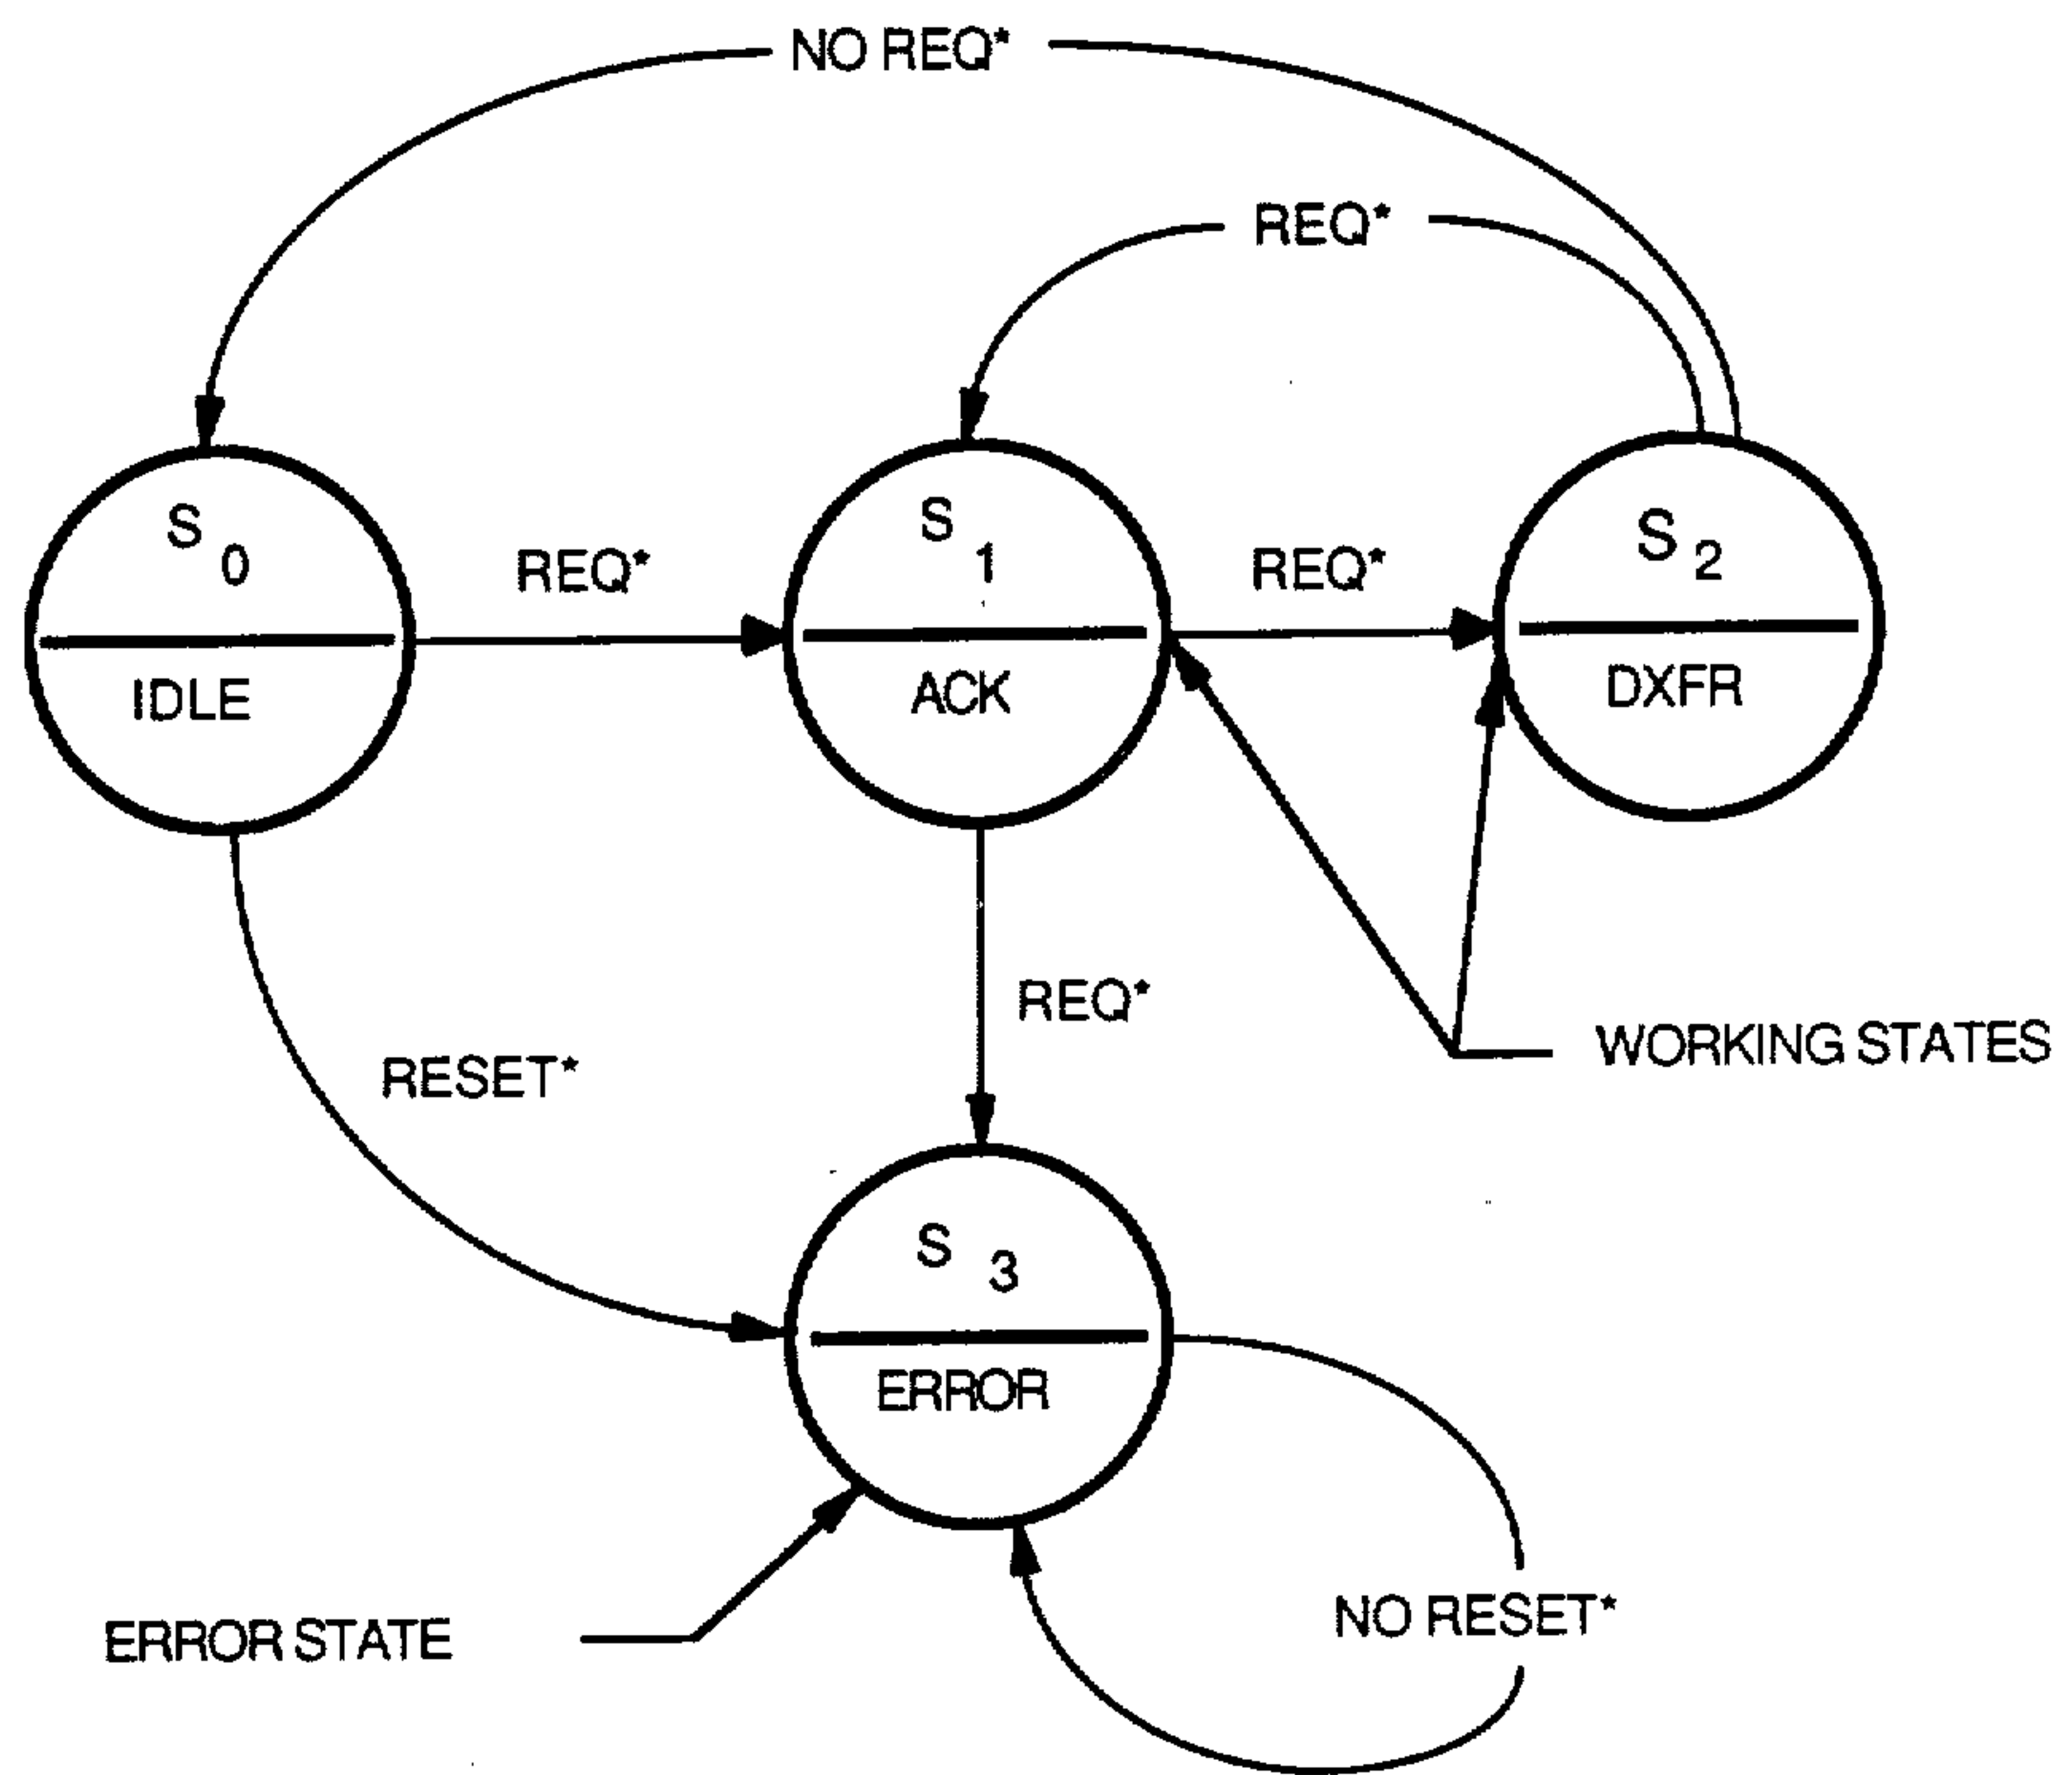 NO REQ*
REQ*
S 0
IDLE
REQ*
S 1
ACK
REQ*
S 2
DXFR
REQ*
RESET*
WORKING STATES
S 3
ERROR
ERROR STATE
NO RESET*